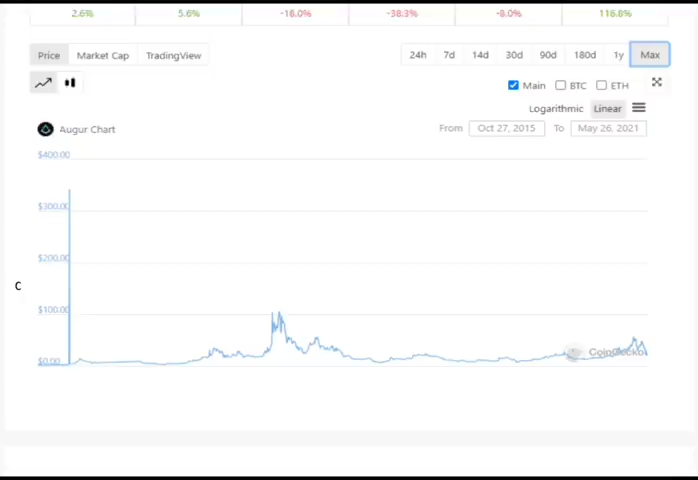 2.6% 5.6% -16.0% -38.3% -8.0% 116.8%
Price Market Cap TradingView 24h 7d 14d 30d 90d 180d 1y Max
Main BTC ETH
Logarithmic Linear
Augur Chart From Oct 27, 2015 To May 26, 2021
$400.00
$300.00
$200.00
c
$100.00
CoinGecko
$0.00